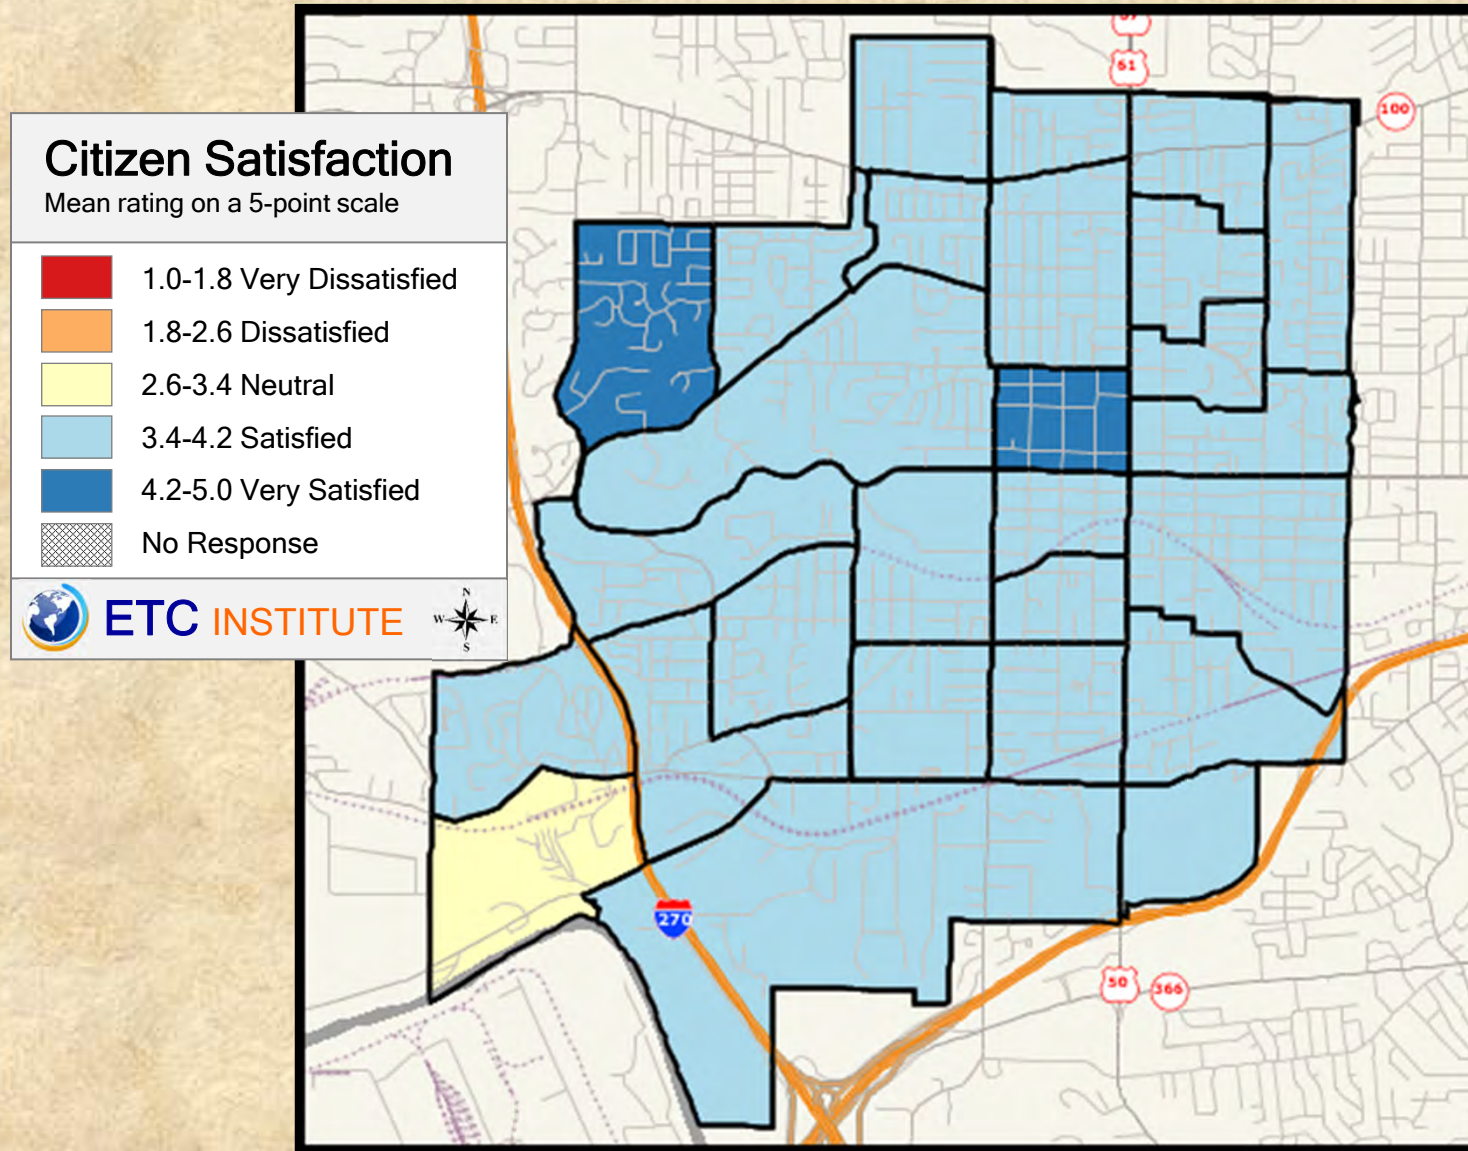 61
100
Citizen Satisfaction
Mean rating on a 5-point scale
1.0-1.8 Very Dissatisfied
1.8-2.6 Dissatisfied
2.6-3.4 Neutral
3.4-4.2 Satisfied
4.2-5.0 Very Satisfied
No Response
ETC INSTITUTE
N
W E
S
270
50
366